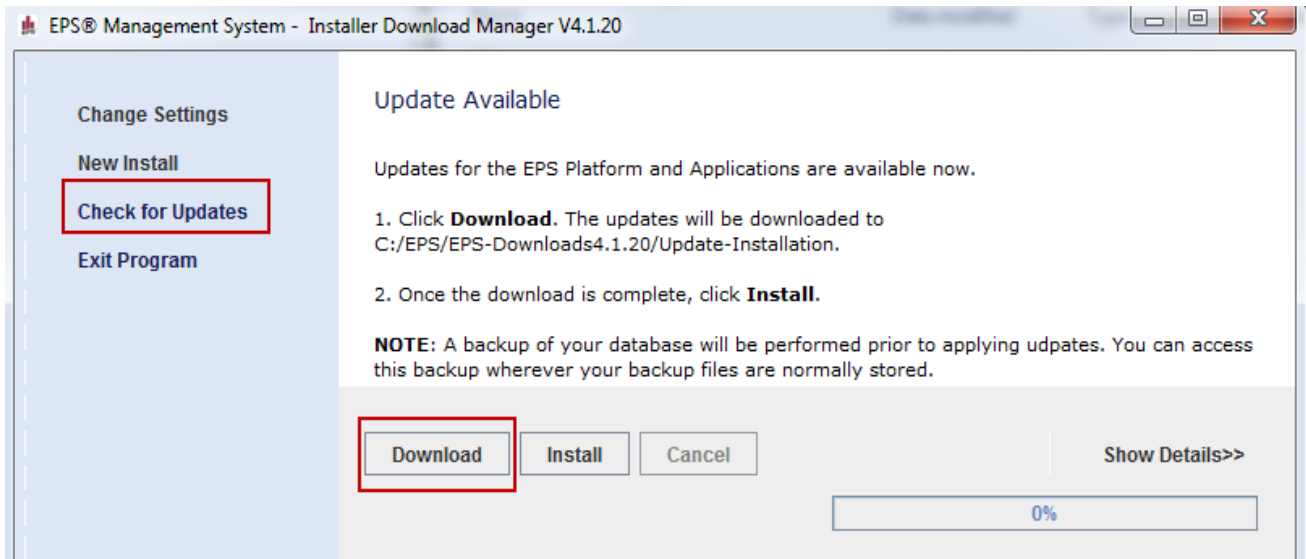 EPS® Management System - Installer Download Manager V4.1.20
Date modified
Change Settings
New Install
Check for Updates
Exit Program
Update Available
Updates for the EPS Platform and Applications are available now.
1. Click Download. The updates will be downloaded to
C:/EPS/EPS-Downloads4.1.20/Update-Installation.
2. Once the download is complete, click Install.
NOTE: A backup of your database will be performed prior to applying udpates. You can access
this backup wherever your backup files are normally stored.
Download
Install
Cancel
Show Details>>
0%